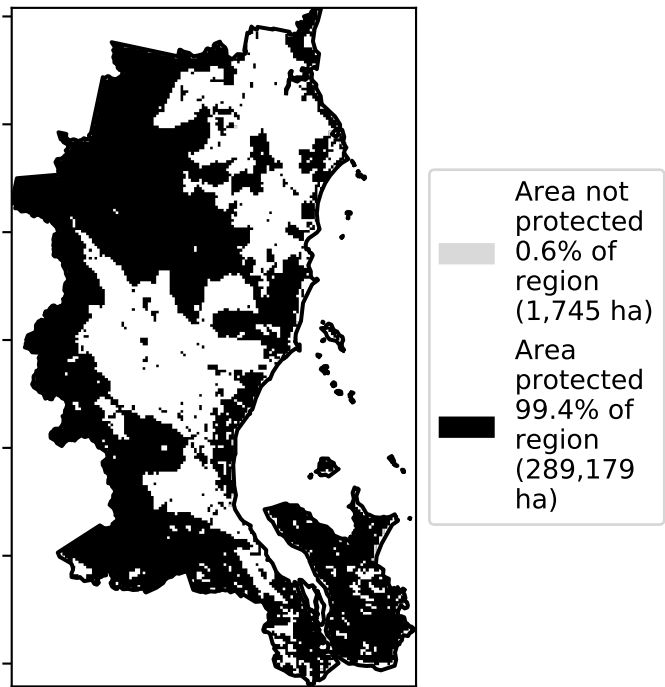 Area not
protected
0.6% of
region
(1,745 ha)
Area
protected
99.4% of
region
(289,179
ha)